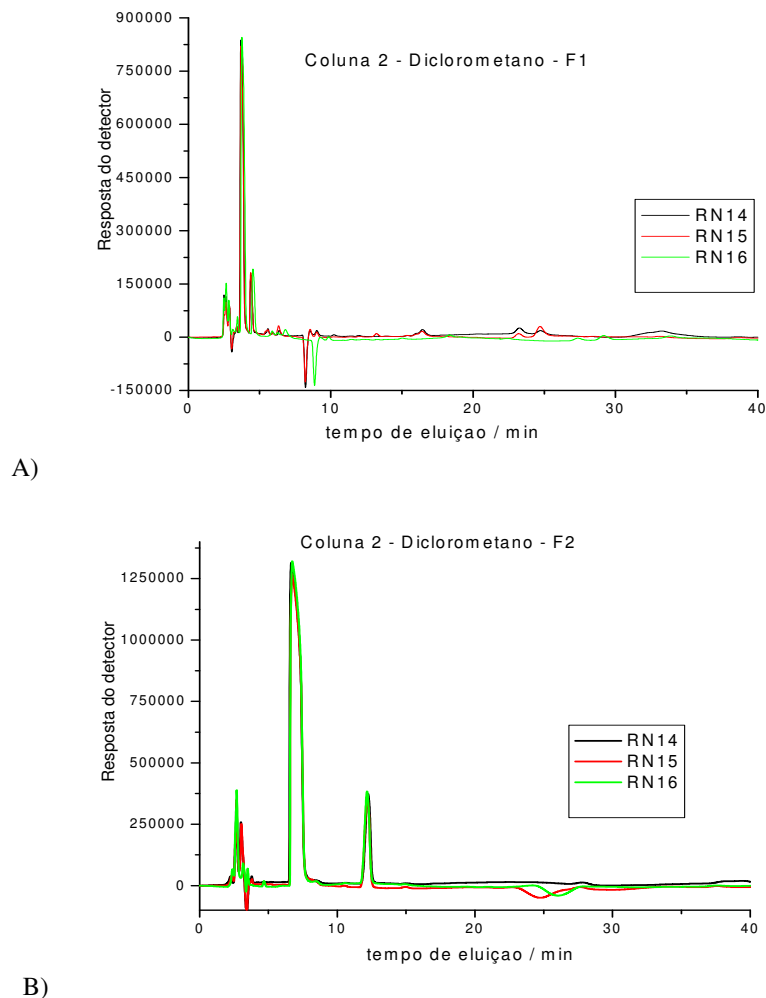 Coluna 2 - Diclorometano - F1
Resposta do detector
900000
750000
600000
450000
300000
150000
0
-150000
RN14
RN15
RN16
0 10 20 30 40
tempo de eluiçao / min
A)
Coluna 2 - Diclorometano - F2
Resposta do detector
1250000
1000000
750000
500000
250000
0
RN14
RN15
RN16
0 10 20 30 40
tempo de eluiçao / min
B)